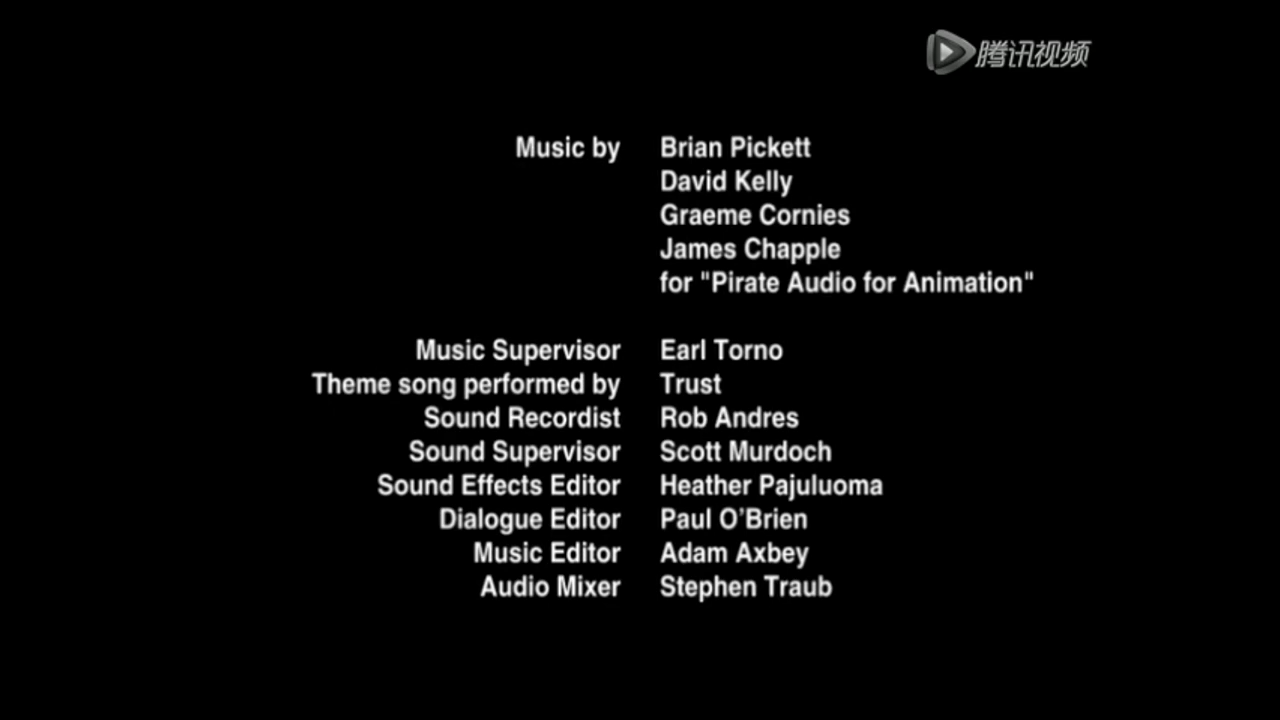 腾讯视频
Music by Brian Pickett
David Kelly
Graeme Cornies
James Chapple
for "Pirate Audio for Animation"
Music Supervisor Earl Torno
Theme song performed by Trust
Sound Recordist Rob Andres
Sound Supervisor Scott Murdoch
Sound Effects Editor Heather Pajuluoma
Dialogue Editor Paul O’Brien
Music Editor Adam Axbey
Audio Mixer Stephen Traub